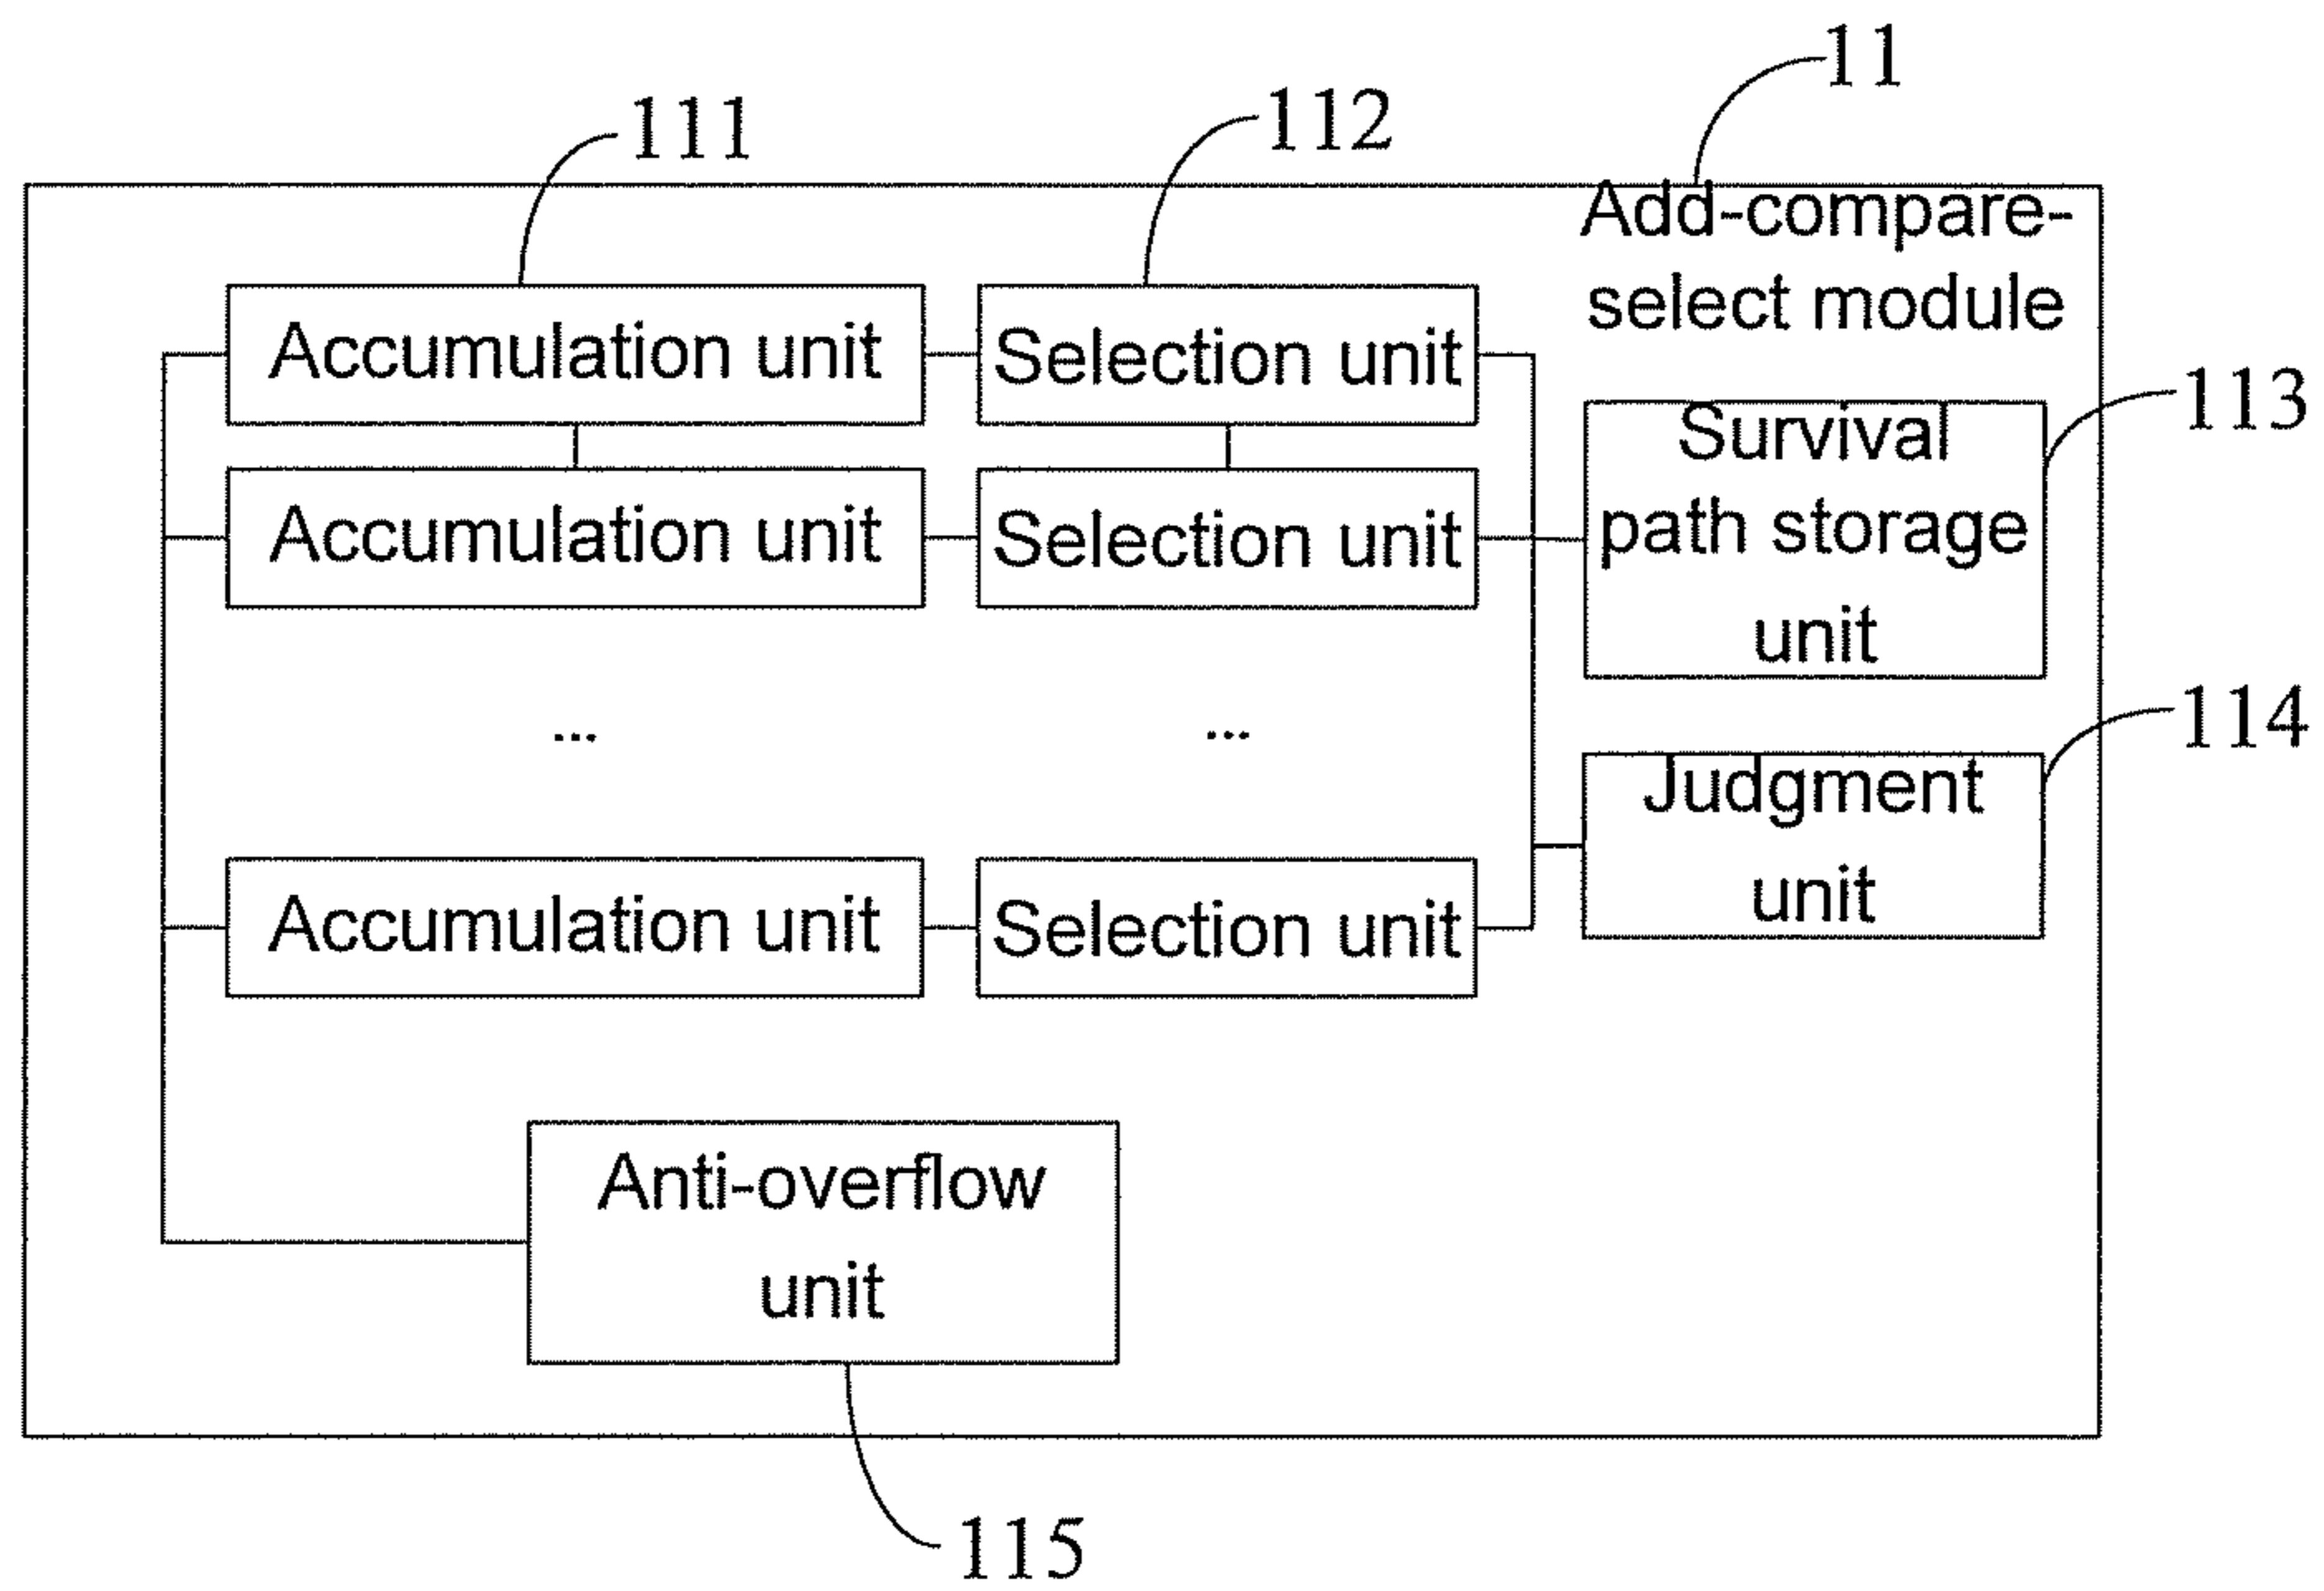 11
111
112
Add-compare-
select module
Accumulation unit
Selection unit
113
Survival
path storage
unit
Accumulation unit
Selection unit
...
...
114
Judgment
unit
Accumulation unit
Selection unit
Anti-overflow
unit
115